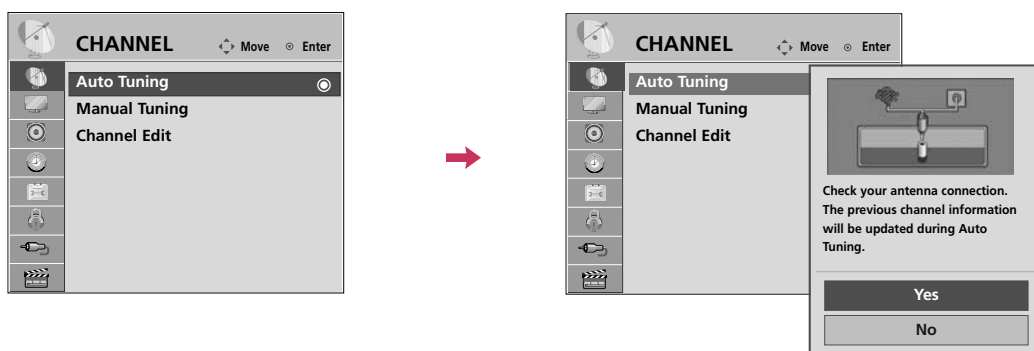 CHANNEL Move Enter
Auto Tuning
Manual Tuning
Channel Edit
CHANNEL Move Enter
Auto Tuning
Manual Tuning
Channel Edit
Check your antenna connection.
The previous channel information
will be updated during Auto
Tuning.
Yes
No